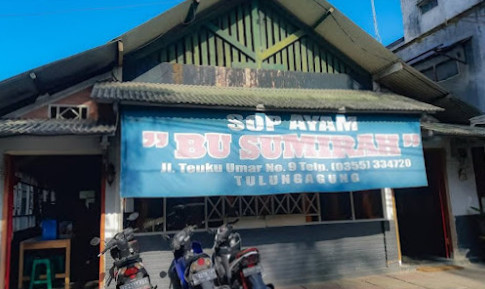 SOP AYAM
"BU SUMIRAH"
Jl. Teuku Umar No. 9 Telp. (0355) 334720
TULUNGAGUNG